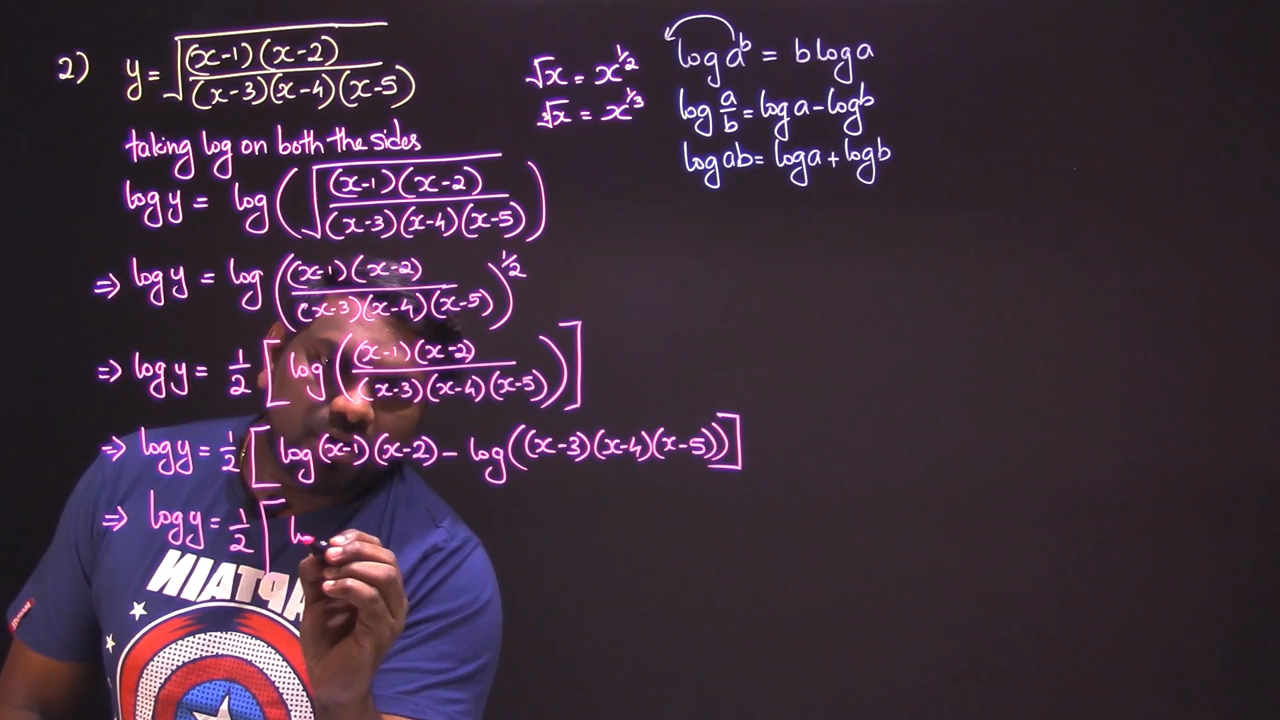 2) y = √((x-1)(x-2)/(x-3)(x-4)(x-5))
taking log on both the sides
log y = log (√((x-1)(x-2)/(x-3)(x-4)(x-5)))
⇒ log y = log ((x-1)(x-2)/(x-3)(x-4)(x-5))^1/2
⇒ log y = 1/2 [log ((x-1)(x-2)/(x-3)(x-4)(x-5))]
⇒ log y = 1/2 [log (x-1)(x-2) - log ((x-3)(x-4)(x-5))]
⇒ log y = 1/2 [ l
√x = x^1/2
∛x = x^1/3
log a^b = b log a
log a/b = log a - log b
log ab = log a + log b